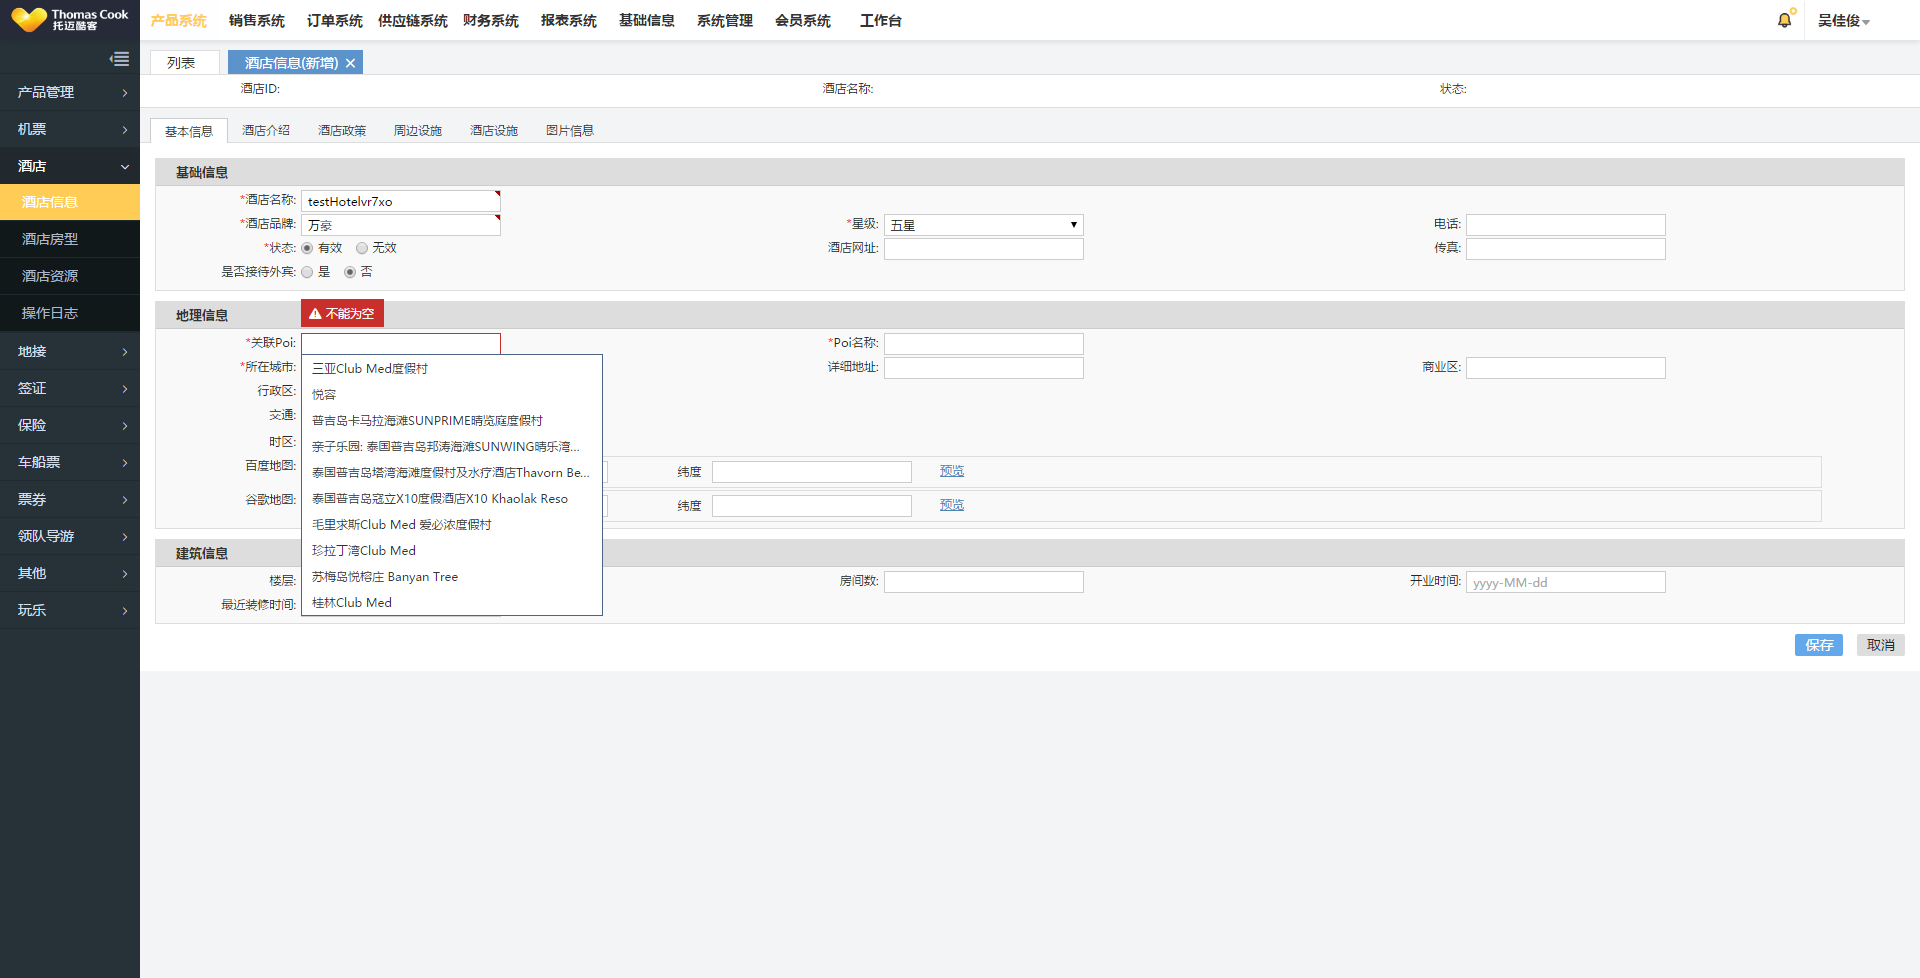 Thomas Cook
托迈酷客
产品系统 销售系统 订单系统 供应链系统 财务系统 报表系统 基础信息 系统管理 会员系统 工作台
吴佳俊
产品管理
机票
酒店
酒店信息
酒店房型
酒店资源
操作日志
地接
签证
保险
车船票
票券
领队导游
其他
玩乐
列表 酒店信息(新增)
酒店ID: 酒店名称: 状态:
基本信息 酒店介绍 酒店政策 周边设施 酒店设施 图片信息
基础信息
*酒店名称: testHotelvr7xo
*酒店品牌: 万豪 *星级: 五星 电话:
*状态: 有效 无效 酒店网址: 传真:
是否接待外宾: 是 否
地理信息 不能为空
*关联Poi: *Poi名称:
*所在城市: 详细地址: 商业区:
行政区:
交通:
时区:
百度地图: 纬度 预览
谷歌地图: 纬度 预览
三亚Club Med度假村
悦容
普吉岛卡马拉海滩SUNPRIME晴览庭度假村
亲子乐园: 泰国普吉岛邦涛海滩SUNWING晴乐湾...
泰国普吉岛塔湾海滩度假村及水疗酒店Thavorn Be...
泰国普吉岛寇立X10度假酒店X10 Khaolak Reso
毛里求斯Club Med 爱必浓度假村
珍拉丁湾Club Med
苏梅岛悦榕庄 Banyan Tree
桂林Club Med
建筑信息
楼层: 房间数: 开业时间: yyyy-MM-dd
最近装修时间:
保存 取消